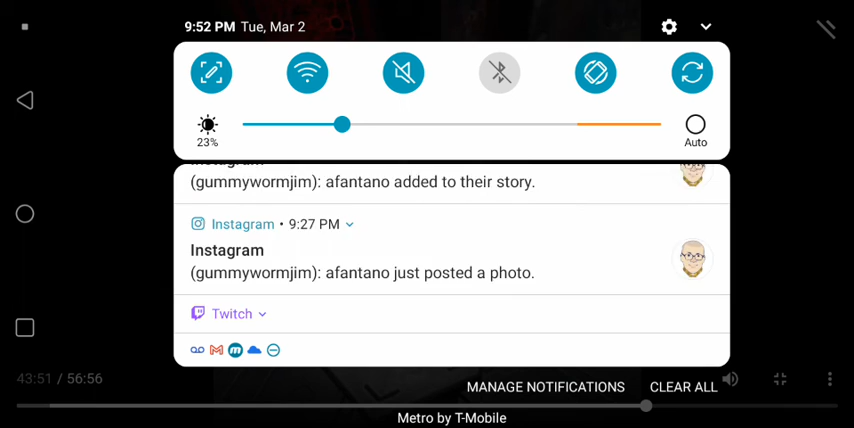 9:52 PM Tue, Mar 2
23%
Auto
Instagram
(gummywormjim): afantano added to their story.
Instagram • 9:27 PM
Instagram
(gummywormjim): afantano just posted a photo.
Twitch
43:51 / 56:56
MANAGE NOTIFICATIONS
CLEAR ALL
Metro by T-Mobile